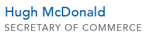 Hugh McDonald
SECRETARY OF COMMERCE